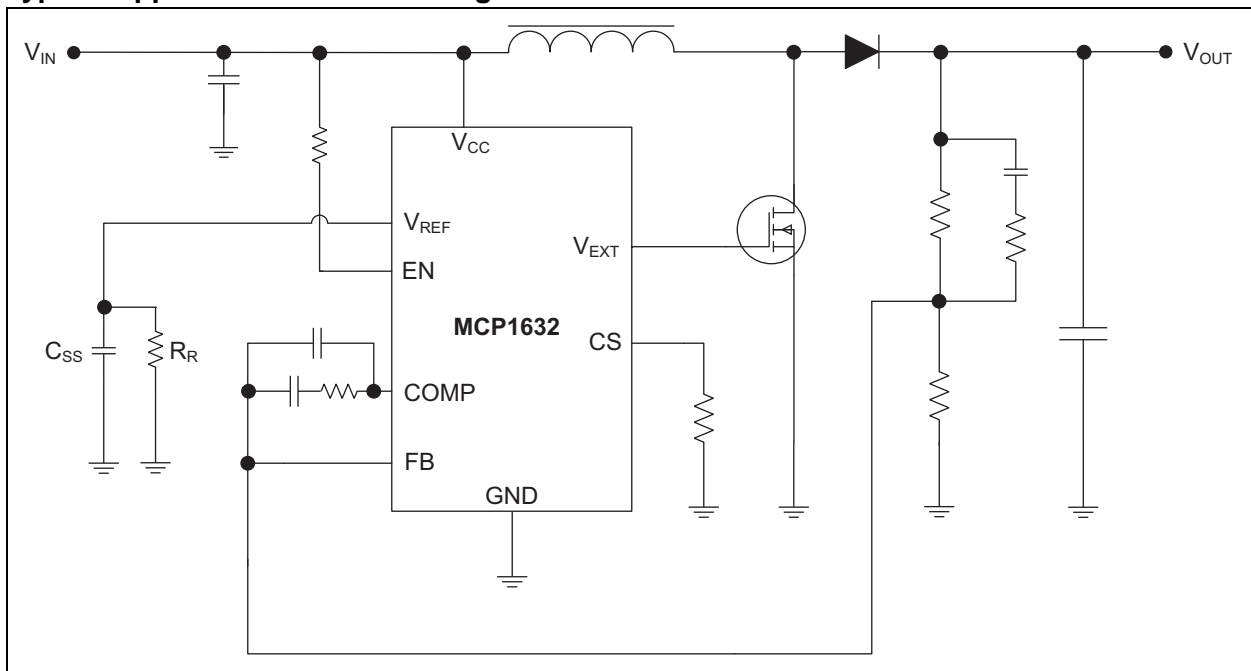 V_IN
V_OUT
V_CC
V_REF
V_EXT
EN
MCP1632
CS
C_SS
R_R
COMP
FB
GND